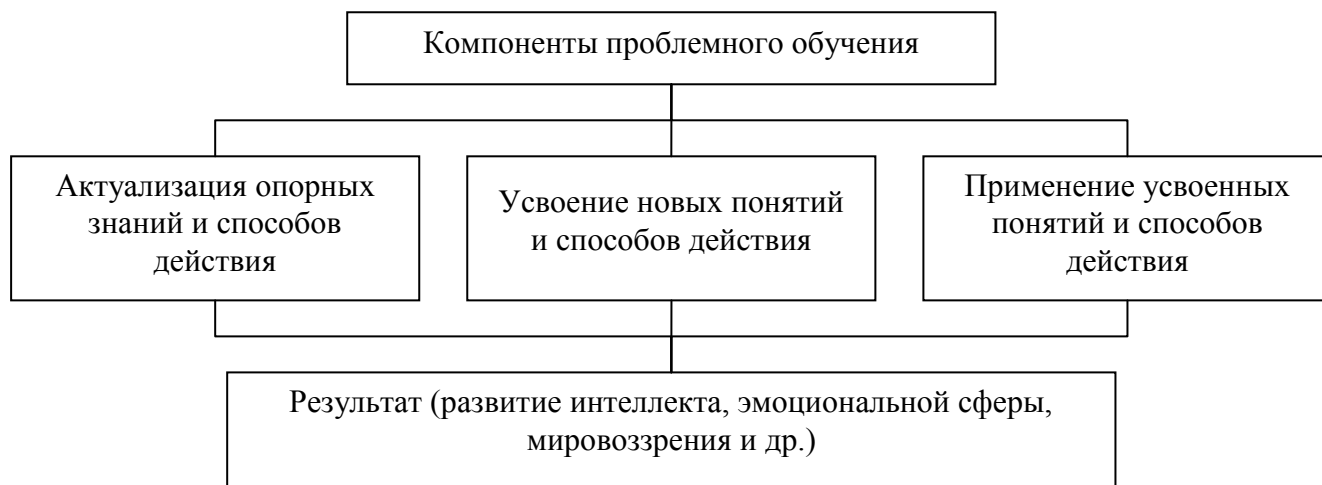 Компоненты проблемного обучения
Актуализация опорных
знаний и способов
действия
Усвоение новых понятий
и способов действия
Применение усвоенных
понятий и способов
действия
Результат (развитие интеллекта, эмоциональной сферы,
мировоззрения и др.)